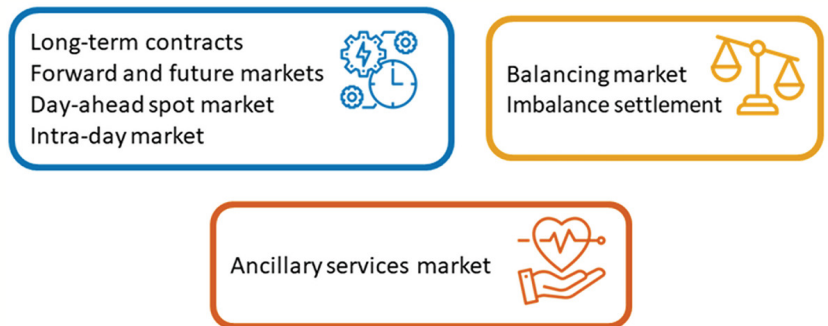 Long-term contracts
Forward and future markets
Day-ahead spot market
Intra-day market
Balancing market
Imbalance settlement
Ancillary services market